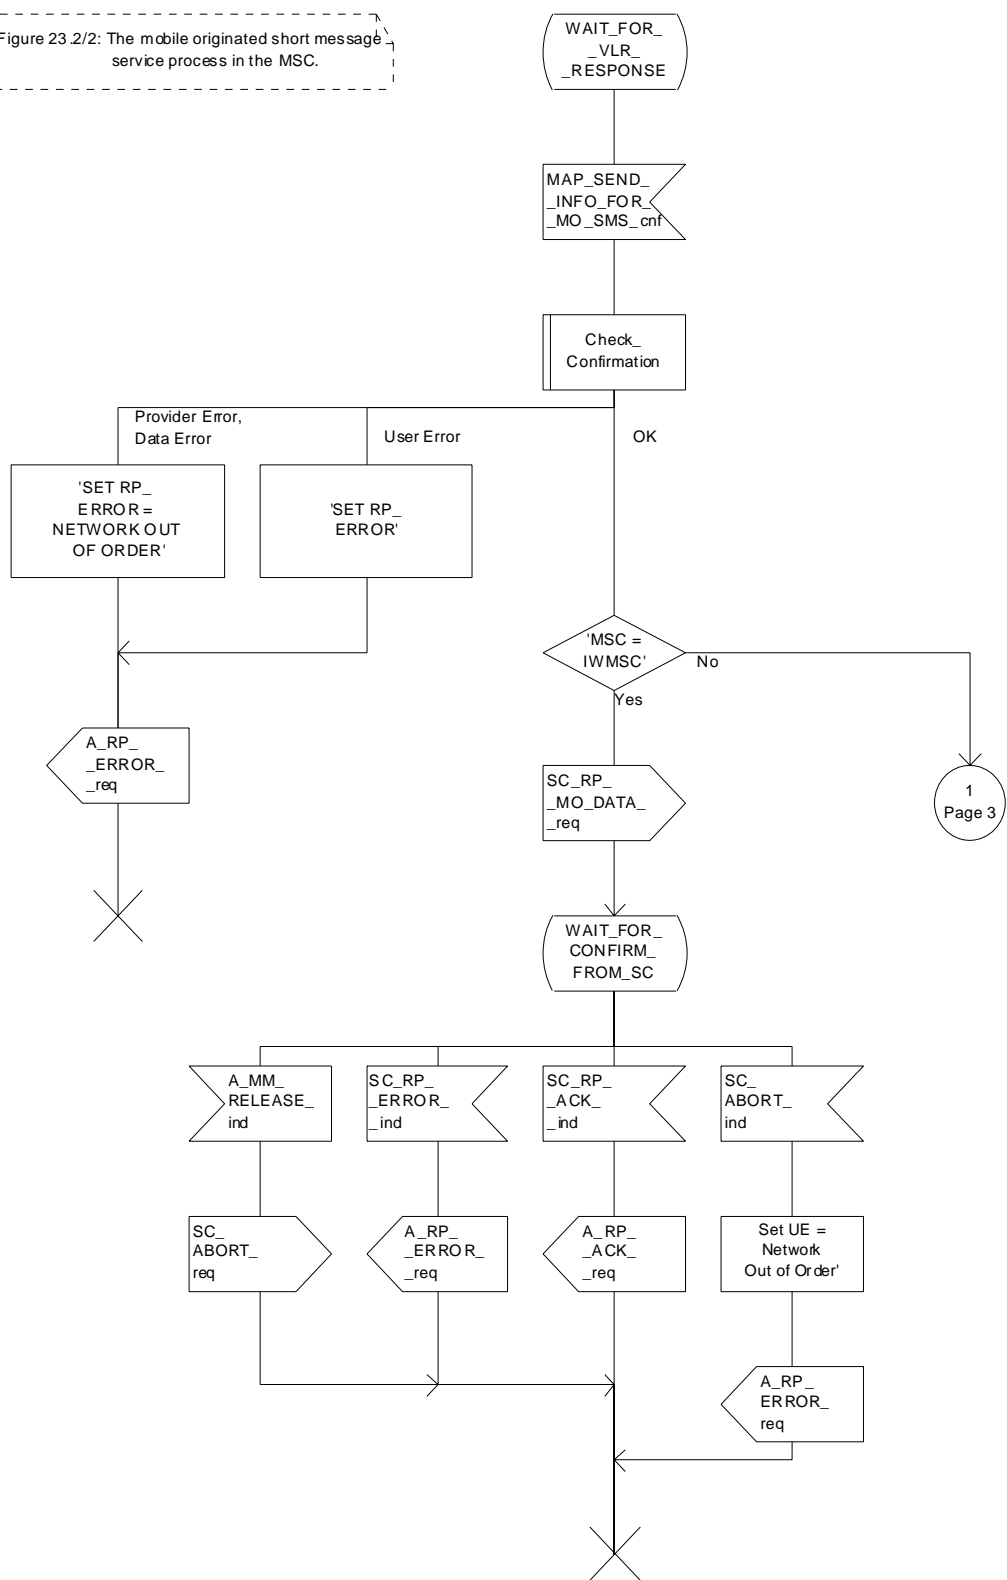 Figure 23.2/2: The mobile originated short message
service process in the MSC.
WAIT_FOR_
_VLR_
_RESPONSE
MAP_SEND_
_INFO_FOR_
_MO_SMS_cnf
Check_
Confirmation
Provider Error,
Data Error
User Error
OK
'SET RP_
ERROR =
NETWORK OUT
OF ORDER'
'SET RP_
ERROR'
'MSC =
IWMSC'
No
Yes
A_RP_
_ERROR_
_req
SC_RP_
_MO_DATA_
_req
1
Page 3
WAIT_FOR_
CONFIRM_
FROM_SC
A_MM_
RELEASE_
ind
SC_RP_
_ERROR_
_ind
SC_RP_
_ACK_
_ind
SC_
ABORT_
ind
SC_
ABORT_
req
A_RP_
_ERROR_
_req
A_RP_
_ACK_
_req
Set UE =
Network
Out of Order'
A_RP_
ERROR_
req